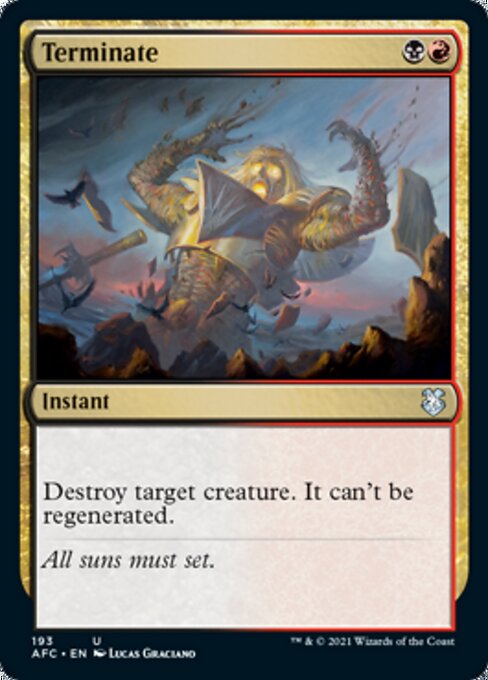 Terminate
Instant
Destroy target creature. It can't be
regenerated.
All suns must set.
193 U
AFC • EN Lucas Graciano
™ & © 2021 Wizards of the Coast